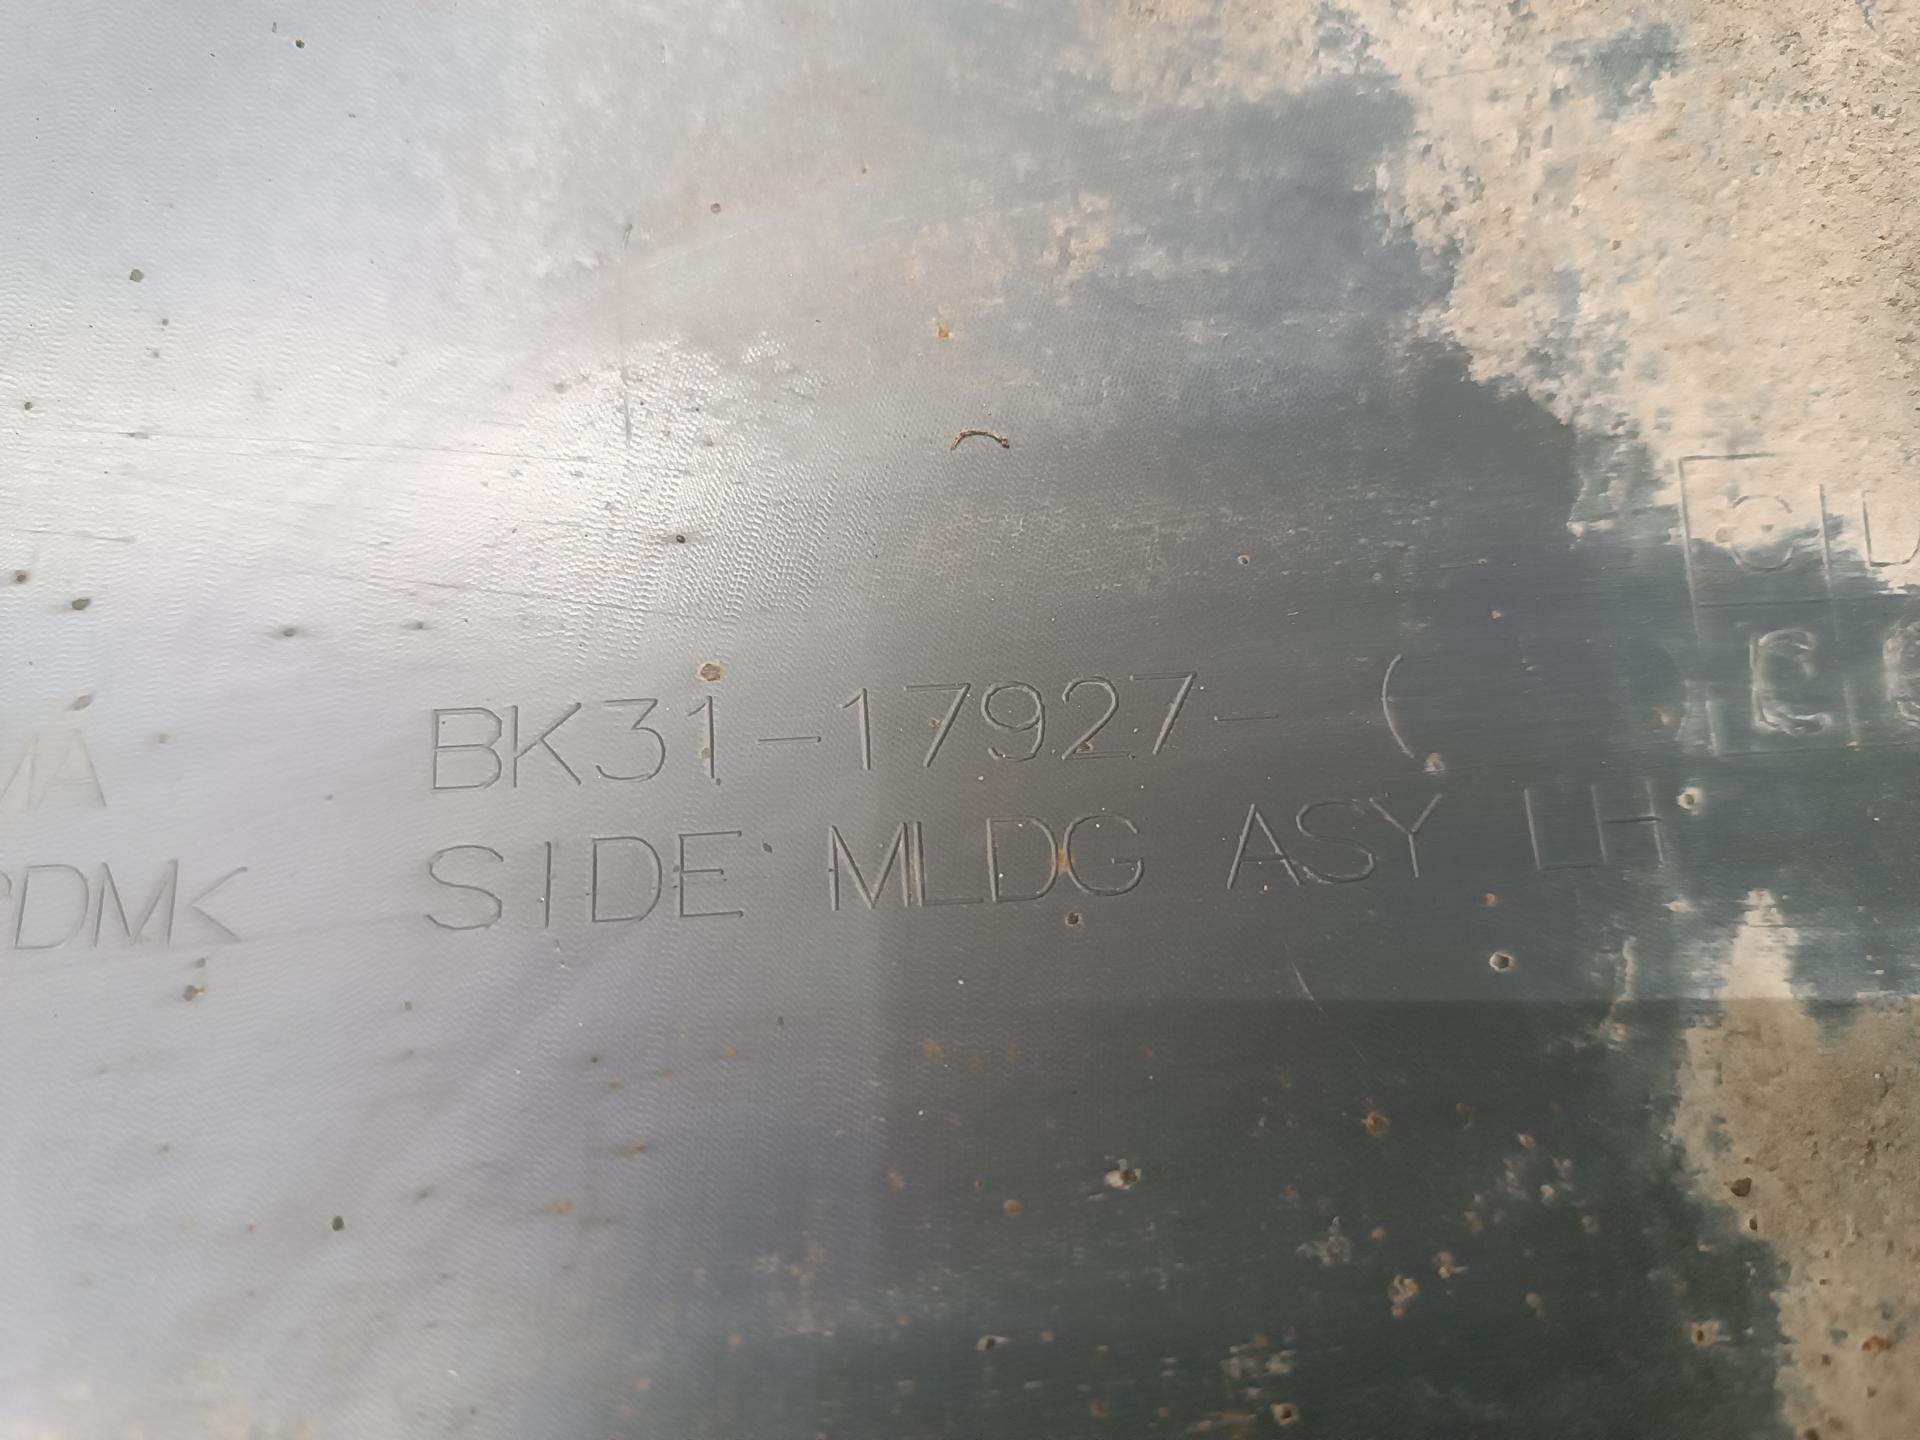 BK31-17927- (
SIDE MLDG ASY LH